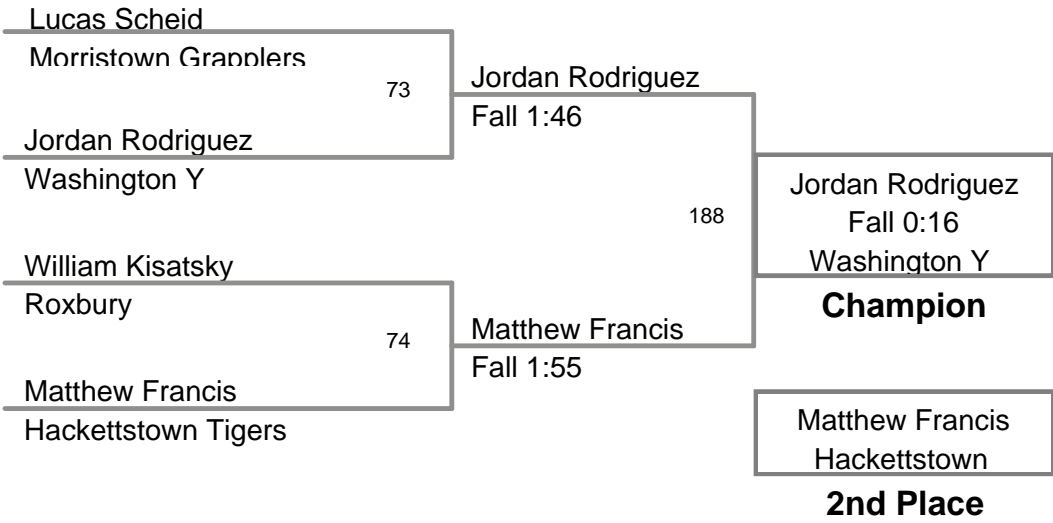 Lucas Scheid
Morristown Grapplers
73
Jordan Rodriguez
Fall 1:46
Jordan Rodriguez
Washington Y
188
Jordan Rodriguez
Fall 0:16
Washington Y
Champion
William Kisatsky
Roxbury
74
Matthew Francis
Fall 1:55
Matthew Francis
Hackettstown Tigers
Matthew Francis
Hackettstown
2nd Place